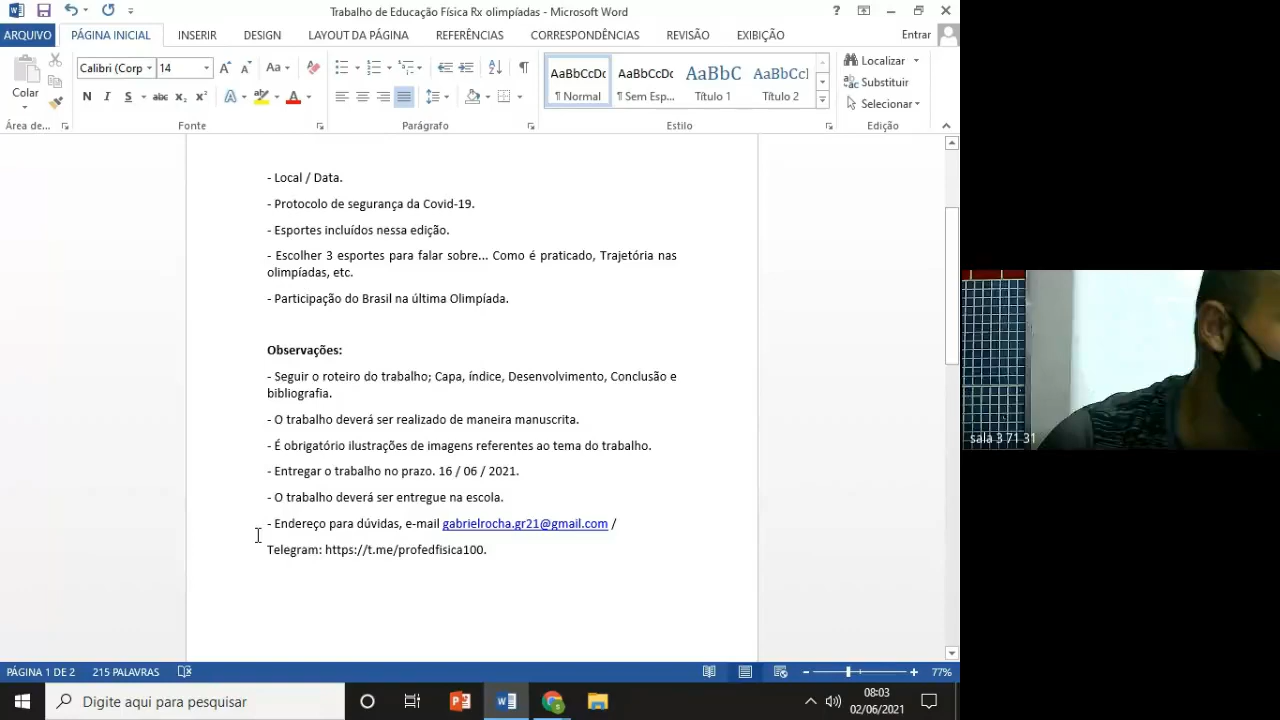 Trabalho de Educação Física Rx olimpíadas - Microsoft Word
ARQUIVO PÁGINA INICIAL INSERIR DESIGN LAYOUT DA PÁGINA REFERÊNCIAS CORRESPONDÊNCIAS REVISÃO EXIBIÇÃO Entrar
Colar
Calibri (Corp 14
Aa
N I S abc x₂ x² A ab A
AaBbCcDc AaBbCcDc AaBbC AaBbCcl
¶ Normal ¶ Sem Esp... Título 1 Título 2
Localizar
Substituir
Selecionar
Área de... Fonte Parágrafo Estilo Edição
- Local / Data.
- Protocolo de segurança da Covid-19.
- Esportes incluídos nessa edição.
- Escolher 3 esportes para falar sobre... Como é praticado, Trajetória nas
olimpíadas, etc.
- Participação do Brasil na última Olimpíada.
Observações:
- Seguir o roteiro do trabalho; Capa, índice, Desenvolvimento, Conclusão e
bibliografia.
- O trabalho deverá ser realizado de maneira manuscrita.
- É obrigatório ilustrações de imagens referentes ao tema do trabalho.
- Entregar o trabalho no prazo. 16 / 06 / 2021.
- O trabalho deverá ser entregue na escola.
- Endereço para dúvidas, e-mail gabrielrocha.gr21@gmail.com /
Telegram: https://t.me/profedfisica100.
sala 3 71 31
PÁGINA 1 DE 2 215 PALAVRAS 77%
Digite aqui para pesquisar
08:03
02/06/2021